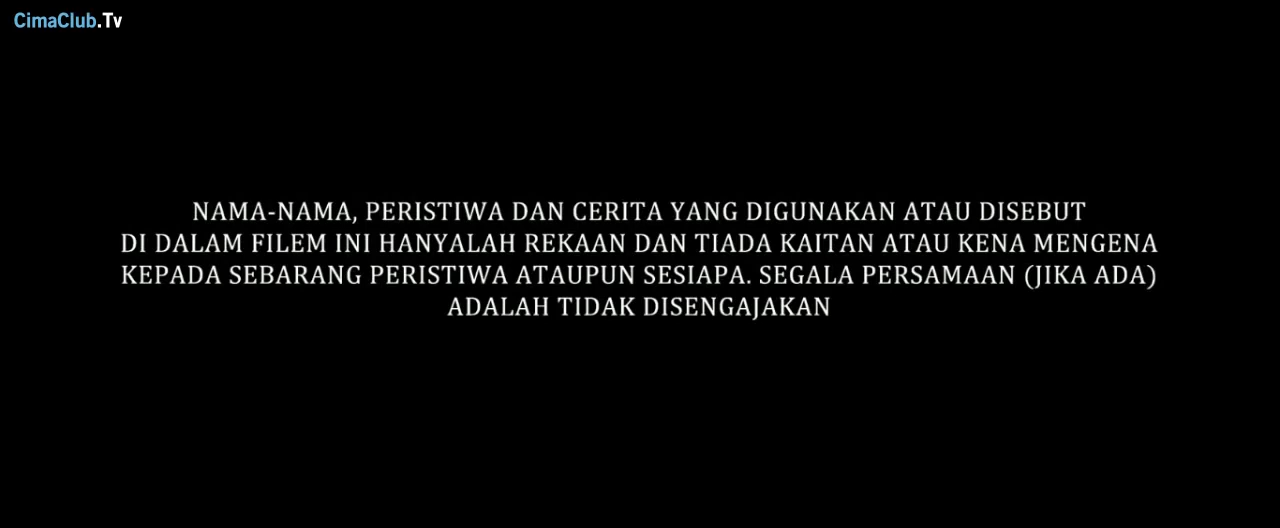 CimaClub.Tv
NAMA-NAMA, PERISTIWA DAN CERITA YANG DIGUNAKAN ATAU DISEBUT
DI DALAM FILEM INI HANYALAH REKAAN DAN TIADA KAITAN ATAU KENA MENGENA
KEPADA SEBARANG PERISTIWA ATAUPUN SESIAPA. SEGALA PERSAMAAN (JIKA ADA)
ADALAH TIDAK DISENGAJAKAN